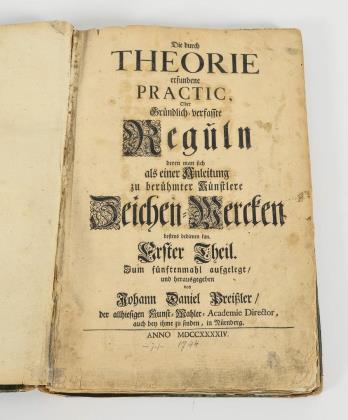 Die durch
THEORIE
erfundene
PRACTIC,
Oder
Gründlich-verfasste
Reguln
deren man sich
als einer Anleitung
zu berühmter Künstlere
Zeichen-Wercken
bestens bedienen kan.
Erster Theil.
Zum fünftenmahl aufgelegt/
und herausgegeben
von
Johann Daniel Preißler/
der allhiesigen Kunst-Mahler-Academie Director,
auch bey ihme zu finden, in Nürnberg.
ANNO MDCCXXXXIV.
1744